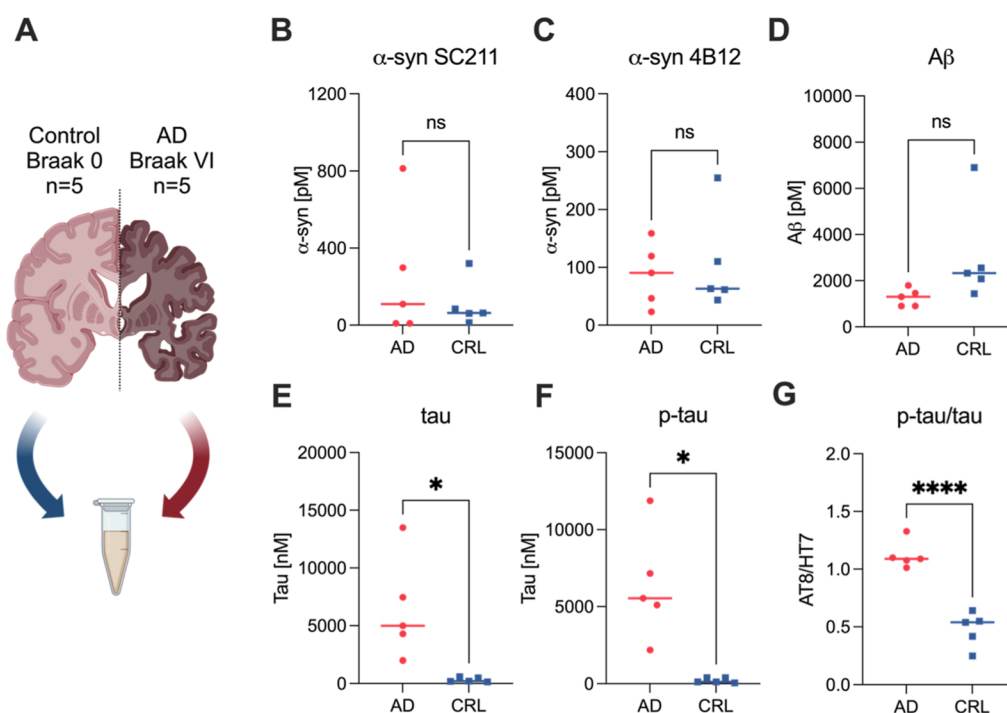 A
Control
Braak 0
n=5
AD
Braak VI
n=5
B
α-syn SC211
α-syn [pM]
1200
800
400
0
ns
AD
CRL
C
α-syn 4B12
α-syn [pM]
400
300
200
100
0
ns
AD
CRL
D
Aβ
Aβ [pM]
10000
8000
6000
4000
2000
0
ns
AD
CRL
E
tau
Tau [nM]
20000
15000
10000
5000
0
*
AD
CRL
F
p-tau
Tau [nM]
15000
10000
5000
0
*
AD
CRL
G
p-tau/tau
AT8/HT7
2.0
1.5
1.0
0.5
0.0
****
AD
CRL